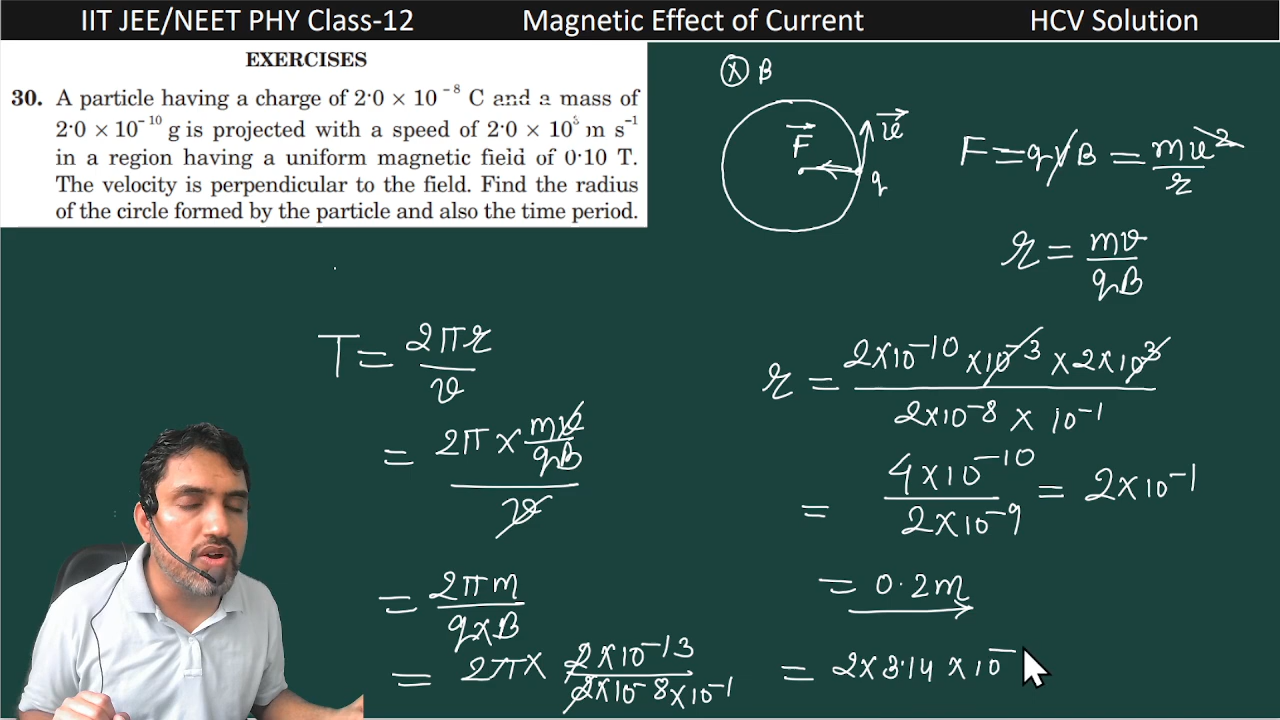 IIT JEE/NEET PHY Class-12 Magnetic Effect of Current HCV Solution
EXERCISES
30. A particle having a charge of 2·0 × 10⁻⁸ C and a mass of
2·0 × 10⁻¹⁰ g is projected with a speed of 2·0 × 10³ m s⁻¹
in a region having a uniform magnetic field of 0·10 T.
The velocity is perpendicular to the field. Find the radius
of the circle formed by the particle and also the time period.
ⓧ B
F⃗
v⃗
q
F = qvB = mv²/r
r = mv/qB
r = 2×10⁻¹⁰ × 10⁻³ × 2×10³ / 2×10⁻⁸ × 10⁻¹
= 4×10⁻¹⁰ / 2×10⁻⁹ = 2×10⁻¹
= 0.2m
T = 2πr/v
= 2π × mv/qB / v
= 2πm / q×B
= 2π× 2×10⁻¹³ / 2×10⁻⁸×10⁻¹ = 2×3.14 × 10⁻